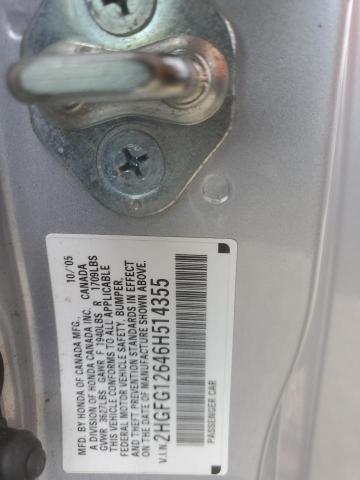 MFD. BY HONDA OF CANADA MFG., 10/05
A DIVISION OF HONDA CANADA INC. CANADA
GVWR 3627LBS GAWR F 1940LBS R 1709LBS
THIS VEHICLE CONFORMS TO ALL APPLICABLE
FEDERAL MOTOR VEHICLE SAFETY, BUMPER,
AND THEFT PREVENTION STANDARDS IN EFFECT
ON THE DATE OF MANUFACTURE SHOWN ABOVE.
V.I.N. 2HGFG12646H514355
PASSENGER CAR